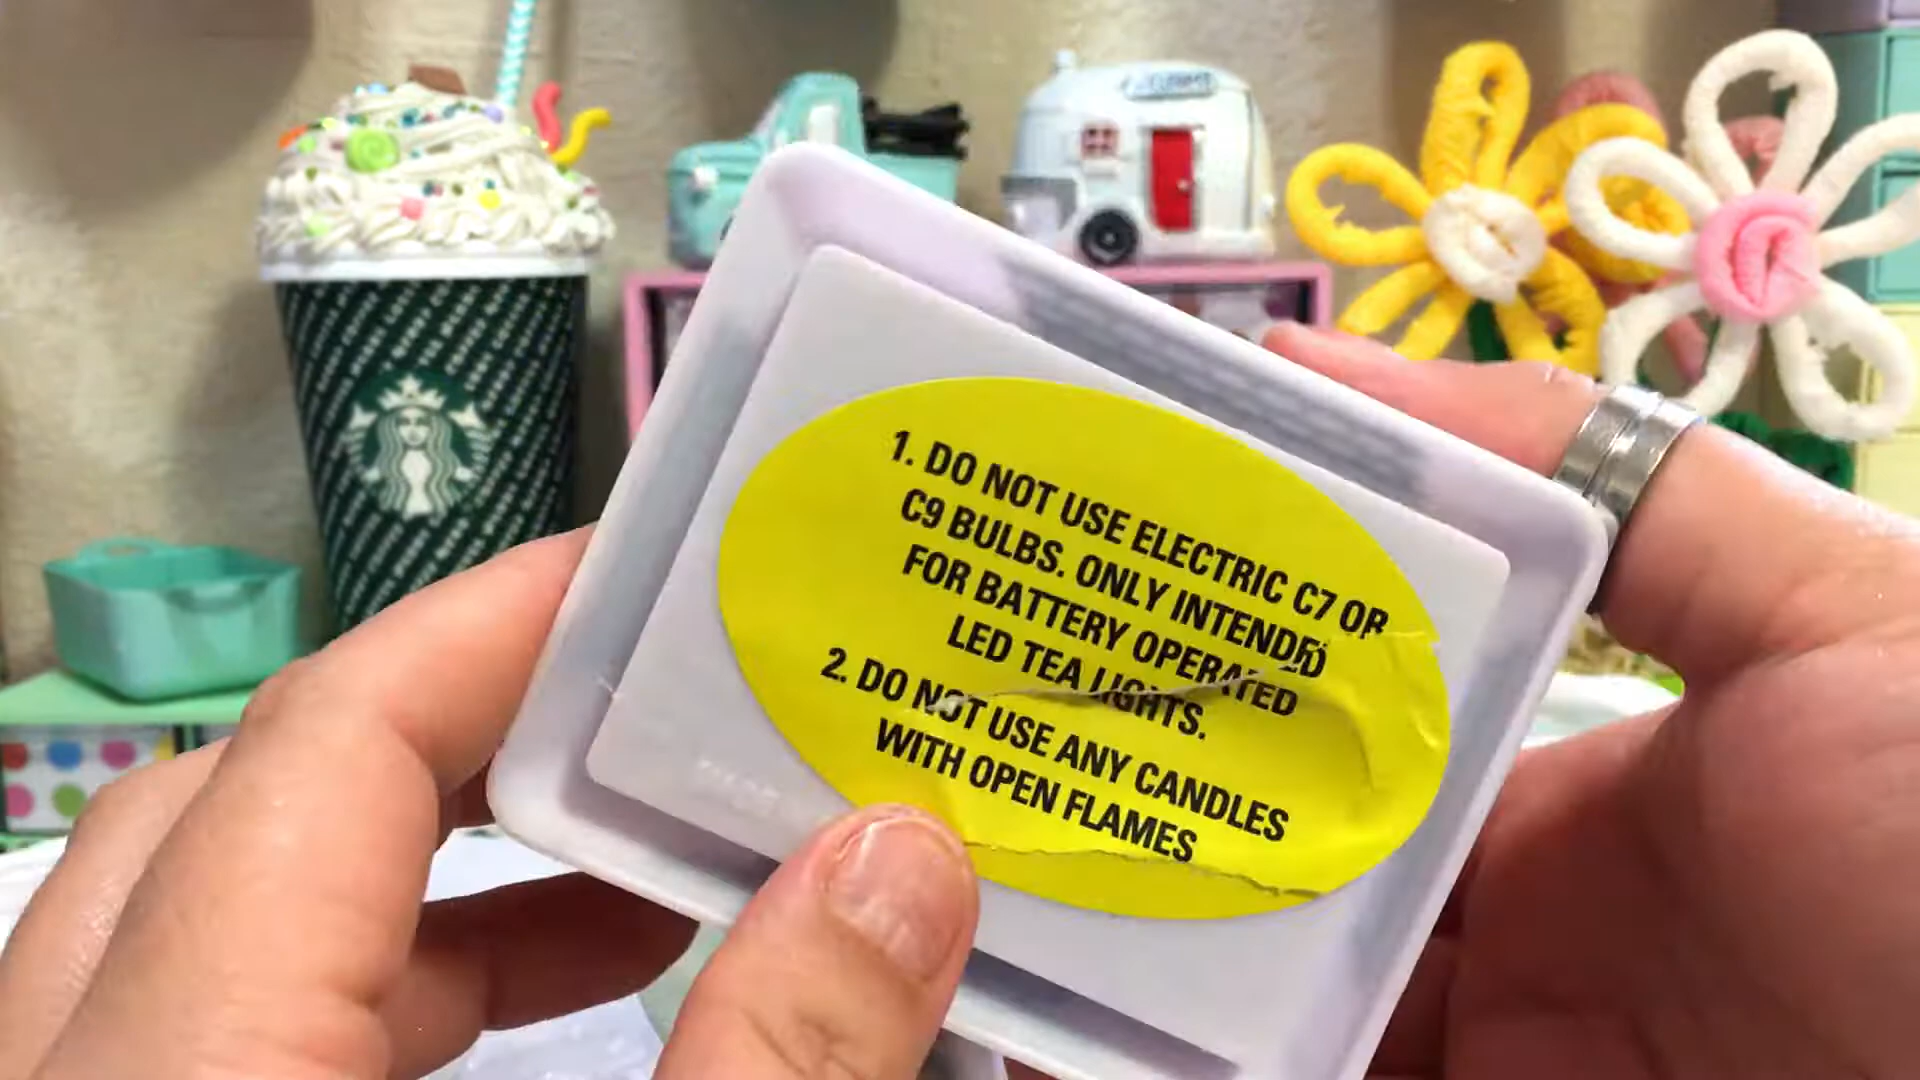 1. DO NOT USE ELECTRIC C7 OR
C9 BULBS. ONLY INTENDED
FOR BATTERY OPERATED
LED TEA LIGHTS.
2. DO NOT USE ANY CANDLES
WITH OPEN FLAMES